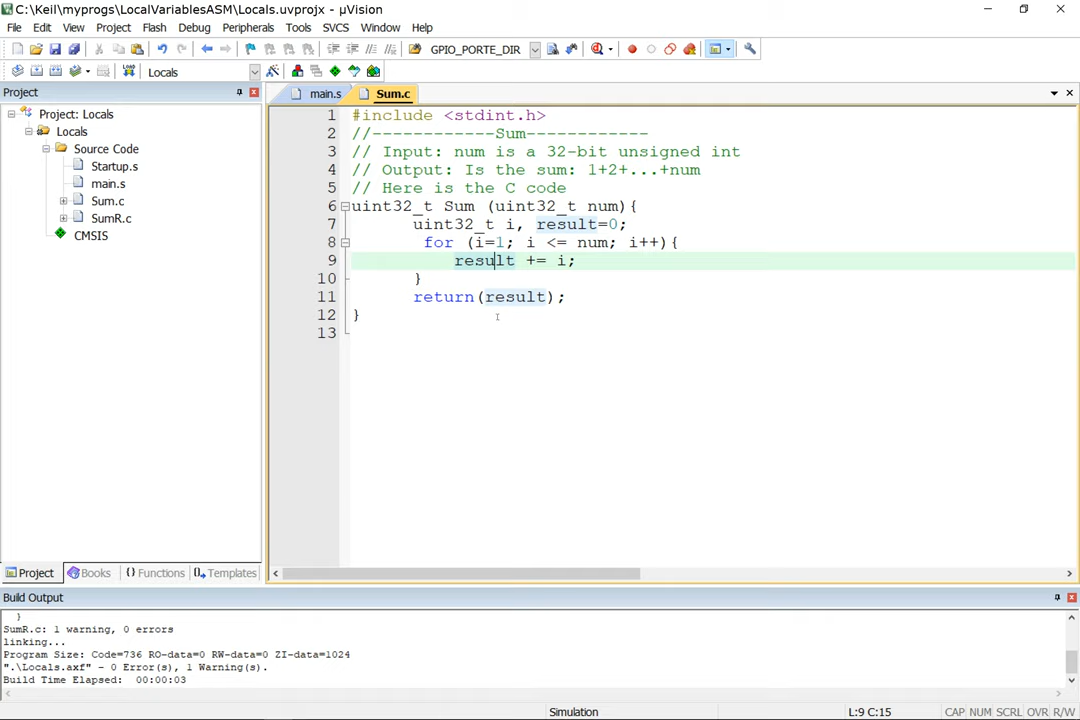 C:\Keil\myprogs\LocalVariablesASM\Locals.uvprojx - µVision
File Edit View Project Flash Debug Peripherals Tools SVCS Window Help
GPIO_PORTE_DIR
Locals
Project
main.s Sum.c
Project: Locals
Locals
Source Code
Startup.s
main.s
Sum.c
SumR.c
CMSIS
1 #include <stdint.h>
2 //------------Sum------------
3 // Input: num is a 32-bit unsigned int
4 // Output: Is the sum: 1+2+...+num
5 // Here is the C code
6 uint32_t Sum (uint32_t num){
7 uint32_t i, result=0;
8 for (i=1; i <= num; i++){
9 result += i;
10 }
11 return(result);
12 }
13
Project Books {} Functions 0. Templates
Build Output
}
SumR.c: 1 warning, 0 errors
linking...
Program Size: Code=736 RO-data=0 RW-data=0 ZI-data=1024
".\Locals.axf" - 0 Error(s), 1 Warning(s).
Build Time Elapsed:  00:00:03
Simulation L:9 C:15 CAP NUM SCRL OVR R/W